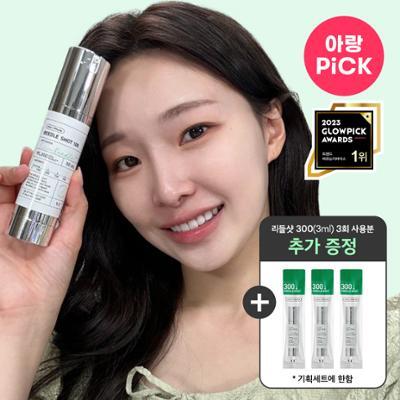 아랑
PiCK
2023
GLOWPICK
AWARDS
1위
REEDLE SHOT 100
리들샷 300(3ml) 3회 사용분
추가 증정
+
300
300
300
* 기획세트에 한함